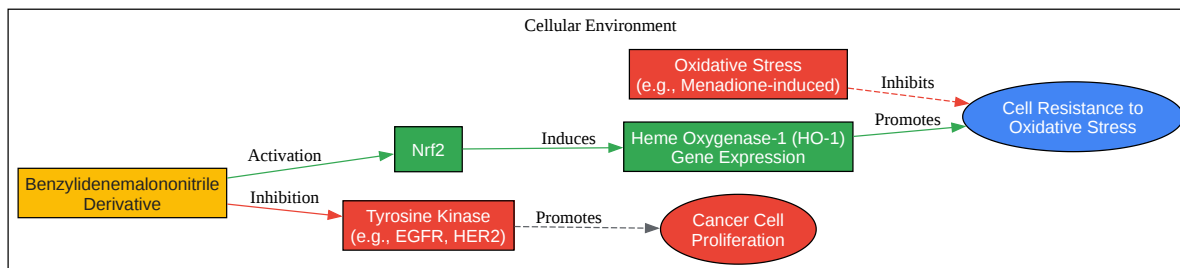 Cellular Environment
Oxidative Stress
(e.g., Menadione-induced)
Inhibits
Cell Resistance to
Oxidative Stress
Promotes
Heme Oxygenase-1 (HO-1)
Gene Expression
Induces
Nrf2
Activation
Benzylidenemalononitrile
Derivative
Inhibition
Tyrosine Kinase
(e.g., EGFR, HER2)
Promotes
Cancer Cell
Proliferation